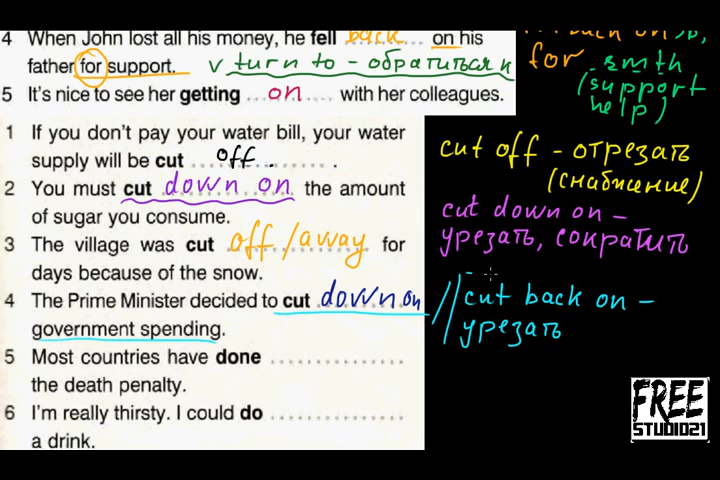 4 When John lost all his money, he fell back on his
father for support. v turn to - обратиться к
5 It's nice to see her getting on with her colleagues.
for
smth
(support
help)
1 If you don't pay your water bill, your water
supply will be cut off.
2 You must cut down on the amount
of sugar you consume.
3 The village was cut off/away for
days because of the snow.
4 The Prime Minister decided to cut down on
government spending.
5 Most countries have done ..............
the death penalty.
6 I'm really thirsty. I could do ..............
a drink.
cut off - отрезать
(снабжение)
cut down on -
урезать, сократить
// cut back on -
урезать
FREE
STUDIO21